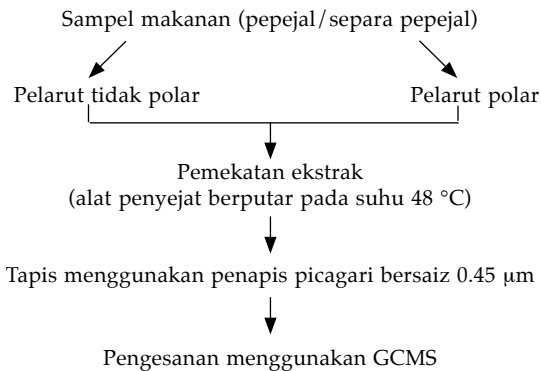 Sampel makanan (pepejal/separa pepejal)
Pelarut tidak polar
Pelarut polar
Pemekatan ekstrak
(alat penyejat berputar pada suhu 48 °C)
Tapis menggunakan penapis picagari bersaiz 0.45 µm
Pengesanan menggunakan GCMS